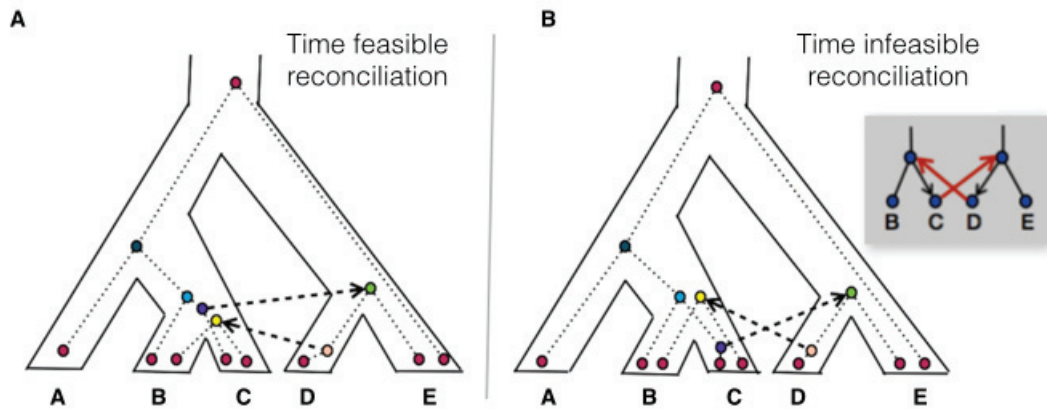 A
Time feasible
reconciliation
A B C D E
B
Time infeasible
reconciliation
B C D E
A B C D E